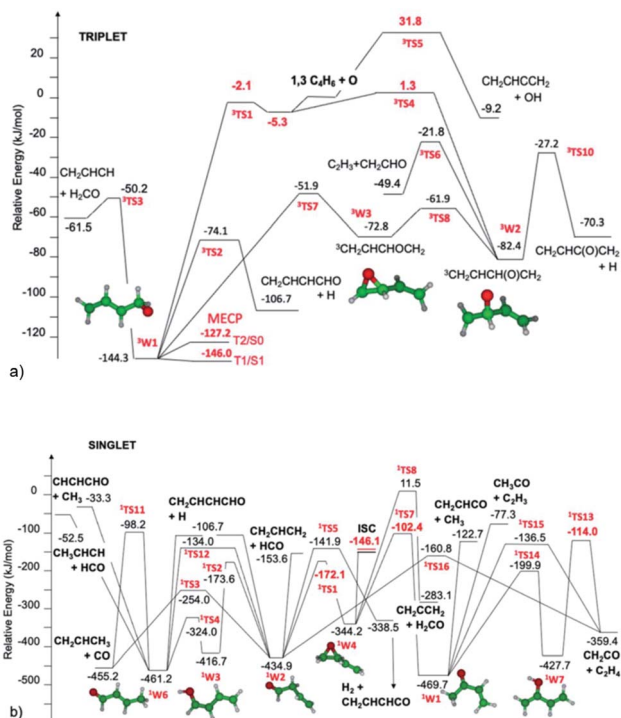 TRIPLET
Relative Energy (kJ/mol)
20
0
-20
-40
-60
-80
-100
-120
31.8
³TS5
1,3 C₄H₆ + O
1.3
³TS4
-2.1
³TS1
-5.3
CH₂CHCCH₂
+ OH
-9.2
-21.8
³TS6
C₂H₃+CH₂CHO
-49.4
-27.2
³TS10
CH₂CHCH
+ H₂CO
-61.5
-50.2
³TS3
-51.9
³TS7
³W3
-72.8
³CH₂CHCHOCH₂
-61.9
³TS8
³W2
-82.4
³CH₂CHCH(O)CH₂
-70.3
CH₂CHC(O)CH₂
+ H
-74.1
³TS2
CH₂CHCHCHO
+ H
-106.7
MECP
-127.2
T2/S0
-146.0
T1/S1
³W1
-144.3
a)
SINGLET
Relative Energy (kJ/mol)
0
-100
-200
-300
-400
-500
CHCHCHO
+ CH₃
-33.3
-52.5
CH₃CHCH
+ HCO
¹TS11
-98.2
CH₂CHCHCHO
+ H
-106.7
-134.0
¹TS12
¹TS2
-173.6
¹TS3
-254.0
¹TS4
-324.0
-416.7
¹W3
CH₂CHCH₃
+ CO
-455.2
-461.2
¹W6
CH₂CHCH₂
+ HCO
-153.6
-434.9
¹W2
¹TS5
-141.9
-172.1
¹TS1
ISC
-146.1
-344.2
¹W4
-338.5
H₂ +
CH₂CHCHCO
¹TS8
11.5
¹TS7
-102.4
CH₂CCH₂
+ H₂CO
-283.1
-160.8
¹TS16
CH₂CHCO
+ CH₃
-122.7
CH₃CO
+ C₂H₃
-77.3
¹TS15
-136.5
¹TS14
-199.9
¹TS13
-114.0
-469.7
¹W1
-427.7
¹W7
-359.4
CH₂CO
+ C₂H₄
b)